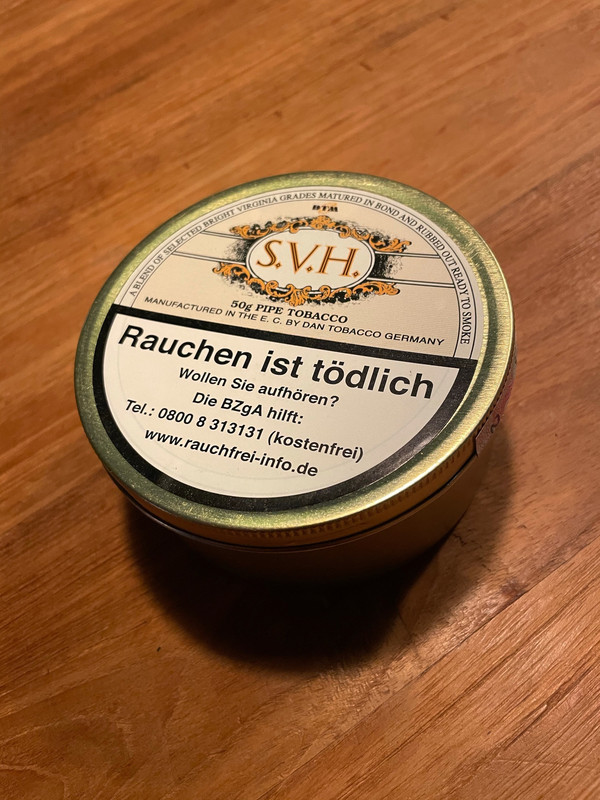 A BLEND OF SELECTED BRIGHT VIRGINIA GRADES MATURED IN BOND AND RUBBED OUT READY TO SMOKE
DTM
S.V.H.
50g PIPE TOBACCO
MANUFACTURED IN THE E. C. BY DAN TOBACCO GERMANY
Rauchen ist tödlich
Wollen Sie aufhören?
Die BZgA hilft:
Tel.: 0800 8 313131 (kostenfrei)
www.rauchfrei-info.de